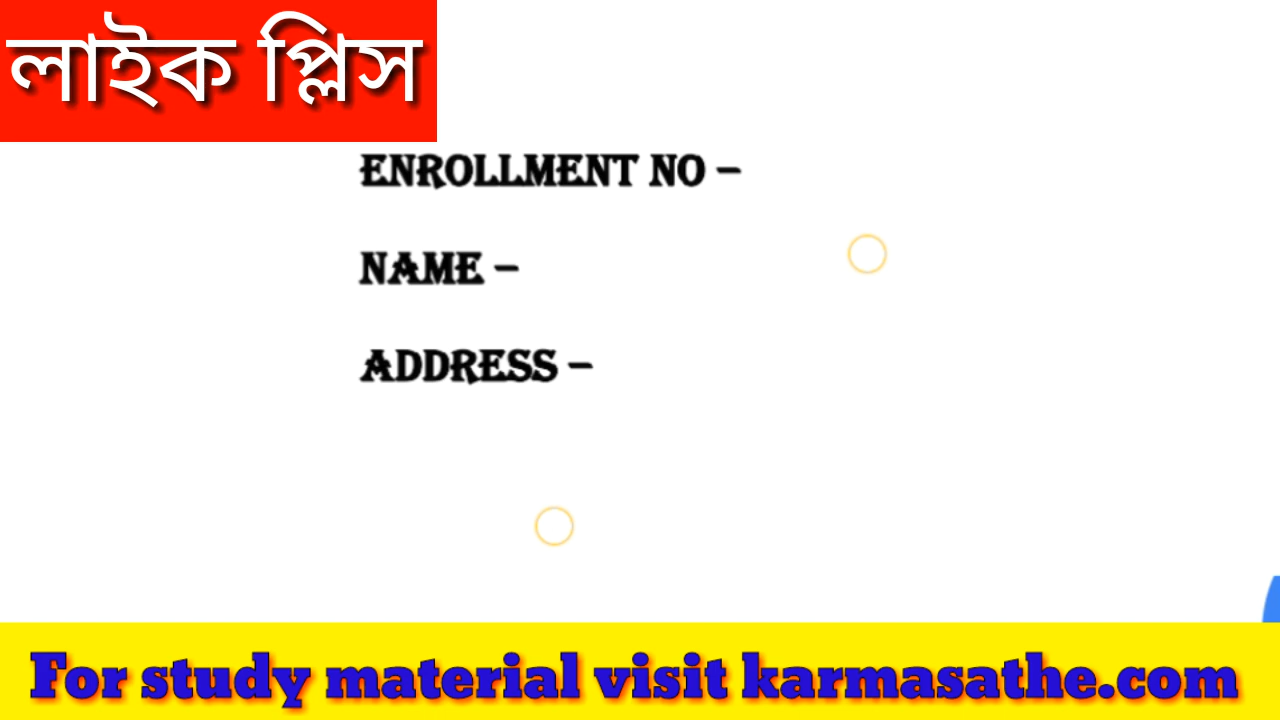 লাইক প্লিস
ENROLLMENT NO –
NAME –
ADDRESS –
For study material visit karmasathe.com